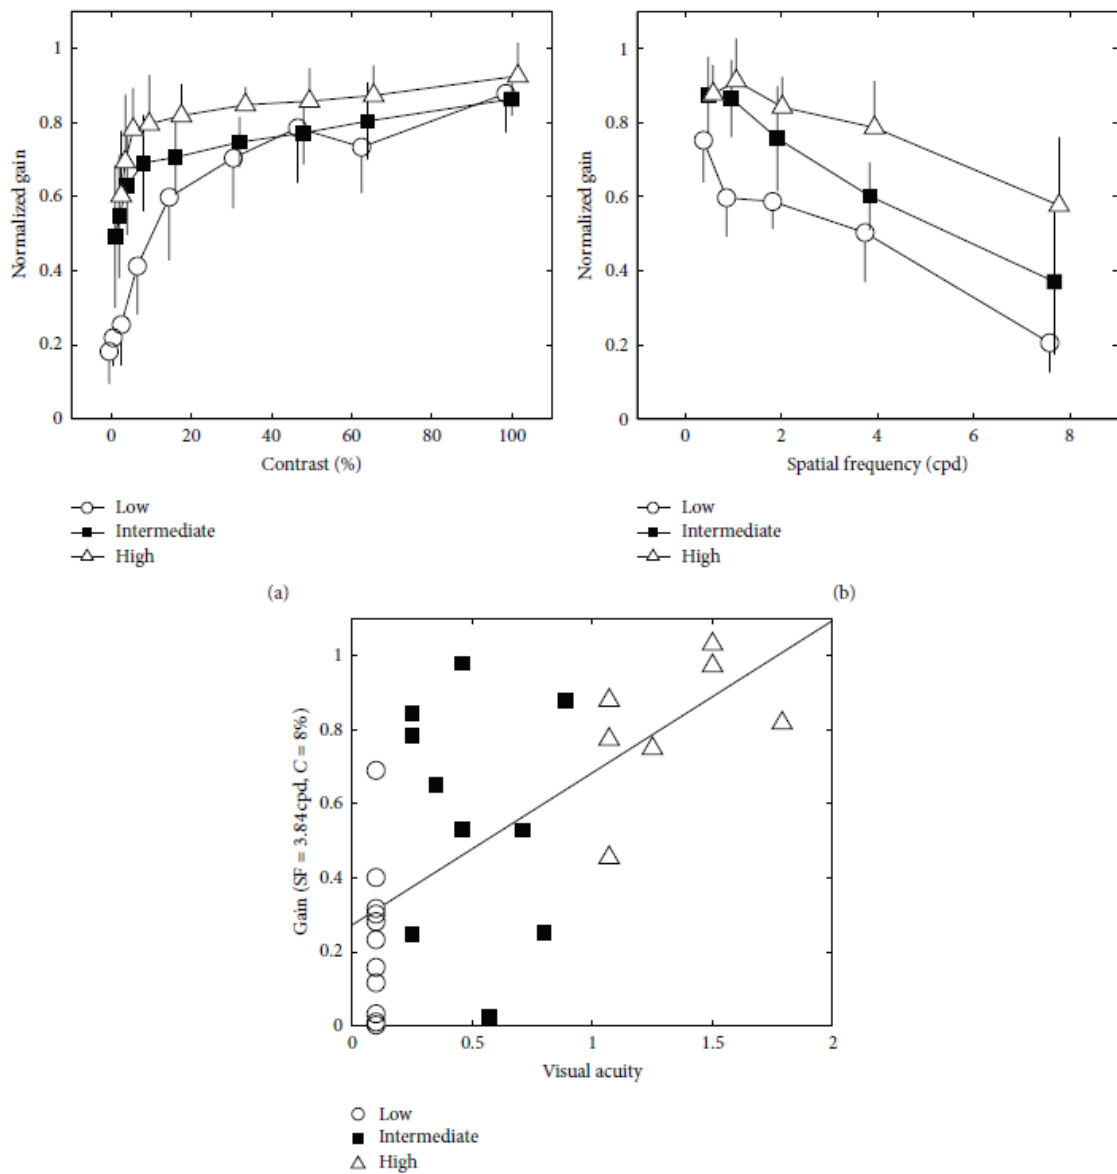 1
0.8
0.6
0.4
0.2
0
Normalized gain
0 20 40 60 80 100
Contrast (%)
Low
Intermediate
High
(a)
1
0.8
0.6
0.4
0.2
0
Normalized gain
0 2 4 6 8
Spatial frequency (cpd)
Low
Intermediate
High
(b)
1
0.8
0.6
0.4
0.2
0
Gain (SF = 3.84 cpd, C = 8%)
0 0.5 1 1.5 2
Visual acuity
Low
Intermediate
High